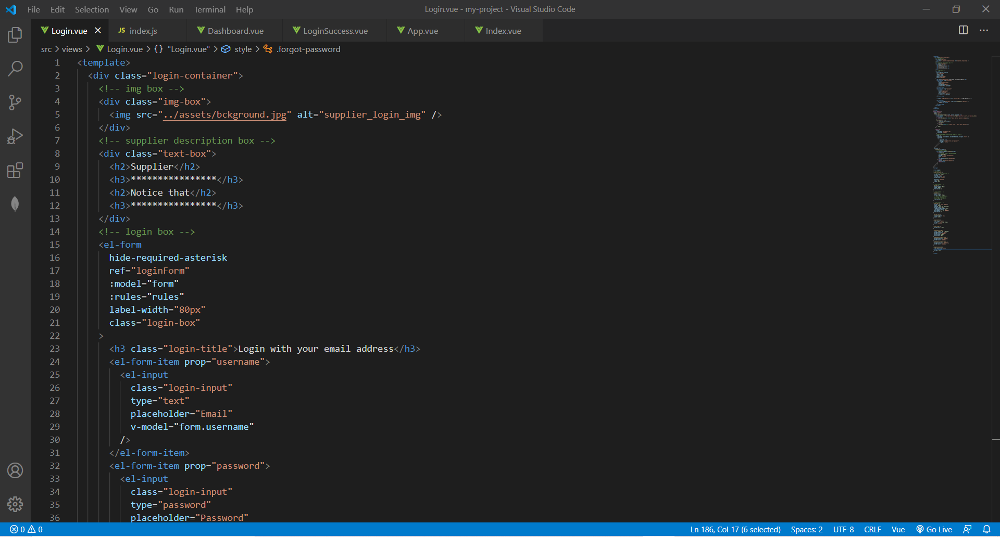 File Edit Selection View Go Run Terminal Help Login.vue - my-project - Visual Studio Code
Login.vue JS index.js Dashboard.vue LoginSuccess.vue App.vue Index.vue
src > views > Login.vue > {} "Login.vue" > style > .forgot-password
1 <template>
2 <div class="login-container">
3 <!-- img box -->
4 <div class="img-box">
5 <img src="../assets/bckground.jpg" alt="supplier_login_img" />
6 </div>
7 <!-- supplier description box -->
8 <div class="text-box">
9 <h2>Supplier</h2>
10 <h3>****************</h3>
11 <h2>Notice that</h2>
12 <h3>****************</h3>
13 </div>
14 <!-- login box -->
15 <el-form
16 hide-required-asterisk
17 ref="loginForm"
18 :model="form"
19 :rules="rules"
20 label-width="80px"
21 class="login-box"
22 >
23 <h3 class="login-title">Login with your email address</h3>
24 <el-form-item prop="username">
25 <el-input
26 class="login-input"
27 type="text"
28 placeholder="Email"
29 v-model="form.username"
30 />
31 </el-form-item>
32 <el-form-item prop="password">
33 <el-input
34 class="login-input"
35 type="password"
36 placeholder="Password"
0 0 Ln 186, Col 17 (6 selected) Spaces: 2 UTF-8 CRLF Vue Go Live